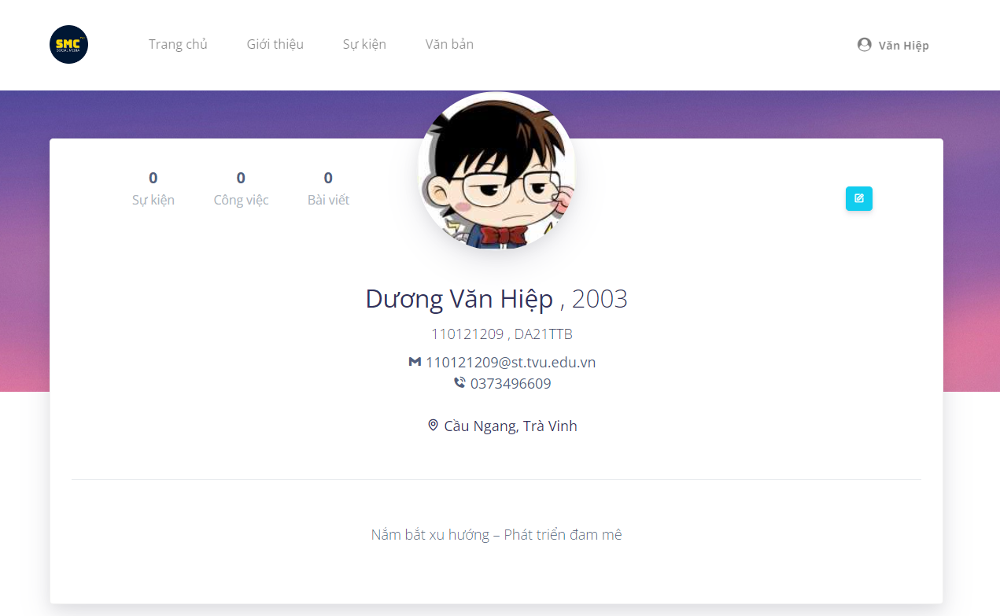 SMC
SOCIAL MEDIA
Trang chủ Giới thiệu Sự kiện Văn bản Văn Hiệp
0 0 0
Sự kiện Công việc Bài viết
Dương Văn Hiệp , 2003
110121209 , DA21TTB
110121209@st.tvu.edu.vn
0373496609
Cầu Ngang, Trà Vinh
Nắm bắt xu hướng – Phát triển đam mê